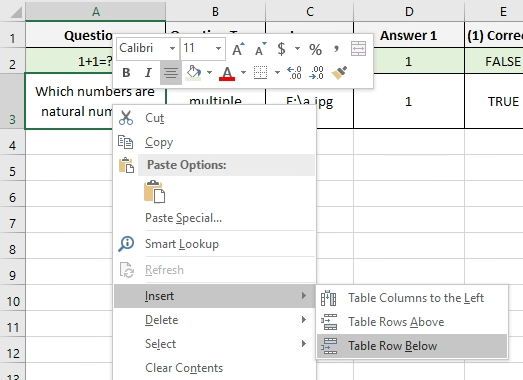 A B C D E
1 Questio Answer 1 (1) Correc
Calibri 11 A A $ % ,
B I A
2 1+1=? 1 FALSE
3 Which numbers are
natural num multiple F:\a.jpg 1 TRUE
Cut
4
Copy
5
Paste Options:
6
7
Paste Special...
8
Smart Lookup
9
Refresh
10
Insert Table Columns to the Left
11
Delete Table Rows Above
12
Select Table Row Below
Clear Contents
13